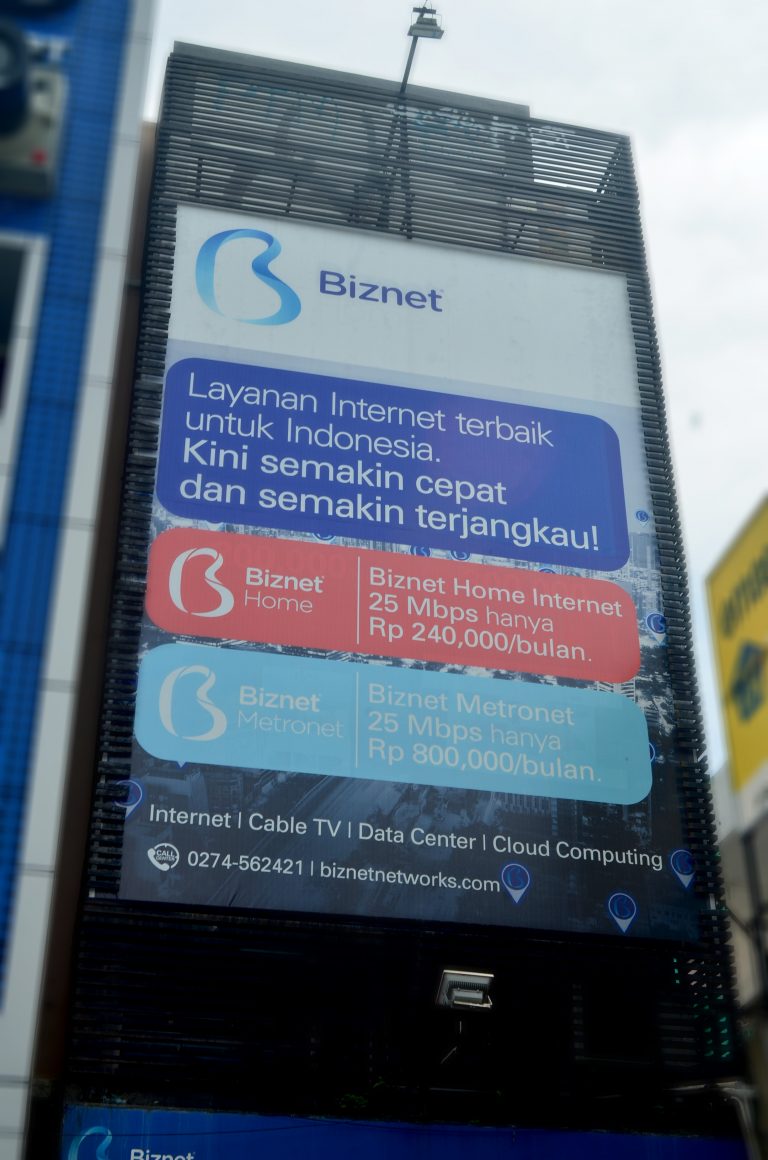 Biznet
Layanan Internet terbaik
untuk Indonesia.
Kini semakin cepat
dan semakin terjangkau!
Biznet
Home
Biznet Home Internet
25 Mbps hanya
Rp 240,000/bulan.
Biznet
Metronet
Biznet Metronet
25 Mbps hanya
Rp 800,000/bulan.
Internet | Cable TV | Data Center | Cloud Computing
CALL CENTER
0274-562421 | biznetnetworks.com
Biznet